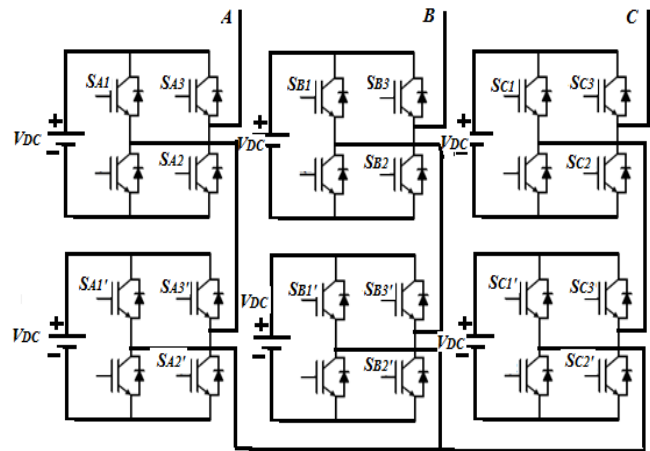 A B C
SA1 SA3 SB1 SB3 SC1 SC3
+ + +
VDC VDC VDC
- - -
SA2 SB2 SC2
SA1' SA3' SB1' SB3' SC1' SC3
VDC
+ + +
VDC VDC
- - -
SA2' SB2' SC2'